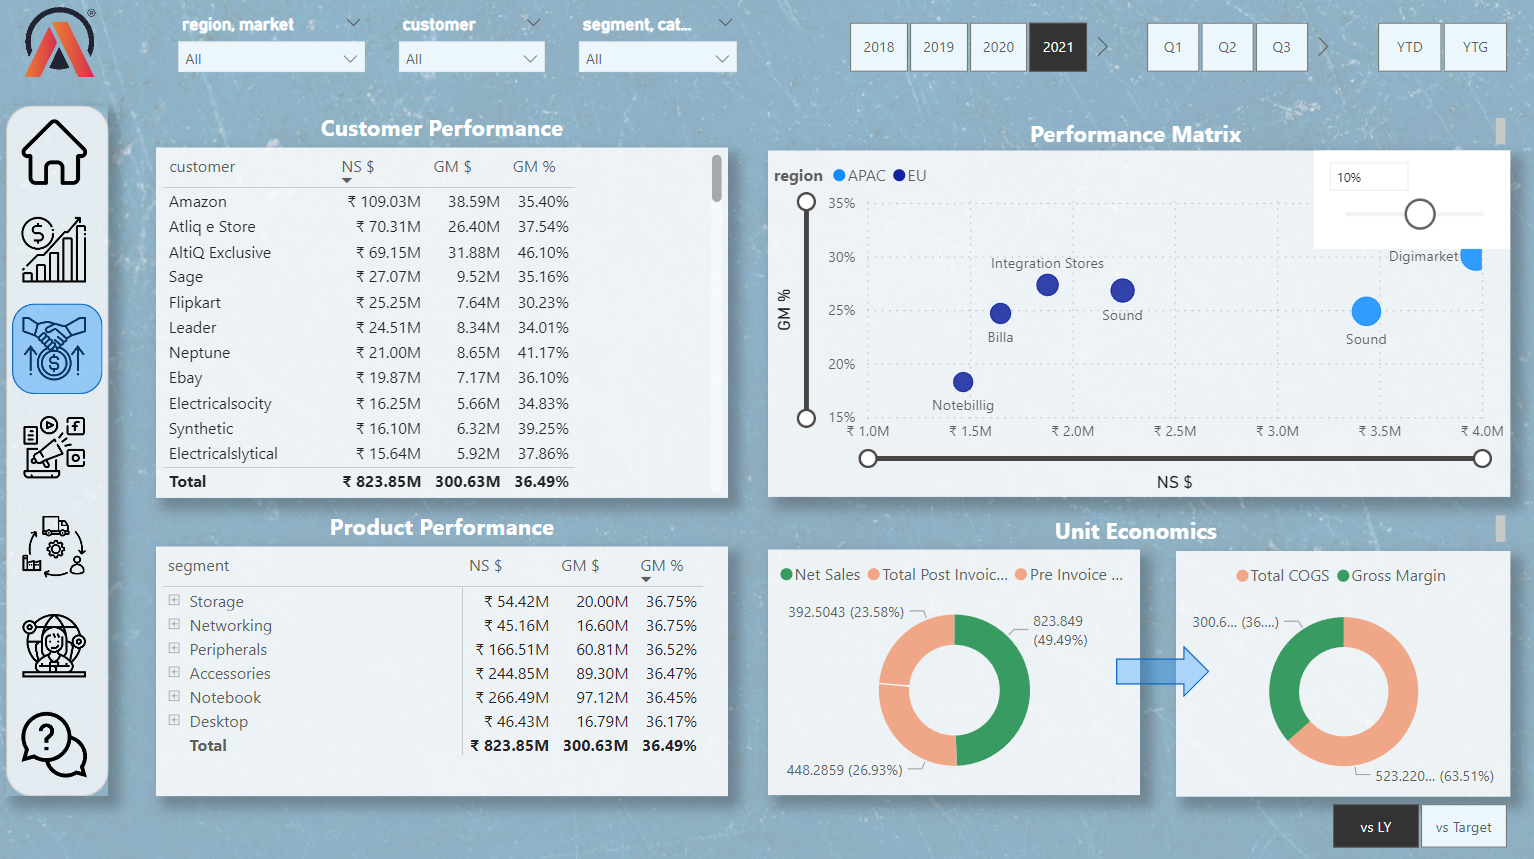 region, market
customer
segment, cat...
All
All
All
2018 2019 2020 2021
Q1 Q2 Q3
YTD YTG
Customer Performance
customer NS $ GM $ GM %
Amazon ₹ 109.03M 38.59M 35.40%
Atliq e Store ₹ 70.31M 26.40M 37.54%
AltiQ Exclusive ₹ 69.15M 31.88M 46.10%
Sage ₹ 27.07M 9.52M 35.16%
Flipkart ₹ 25.25M 7.64M 30.23%
Leader ₹ 24.51M 8.34M 34.01%
Neptune ₹ 21.00M 8.65M 41.17%
Ebay ₹ 19.87M 7.17M 36.10%
Electricalsocity ₹ 16.25M 5.66M 34.83%
Synthetic ₹ 16.10M 6.32M 39.25%
Electricalslytical ₹ 15.64M 5.92M 37.86%
Total ₹ 823.85M 300.63M 36.49%
Performance Matrix
region APAC EU
10%
GM %
35%
30%
25%
20%
15%
Digimarket
Integration Stores
Sound
Billa
Sound
Notebillig
₹ 1.0M ₹ 1.5M ₹ 2.0M ₹ 2.5M ₹ 3.0M ₹ 3.5M ₹ 4.0M
NS $
Product Performance
segment NS $ GM $ GM %
Storage ₹ 54.42M 20.00M 36.75%
Networking ₹ 45.16M 16.60M 36.75%
Peripherals ₹ 166.51M 60.81M 36.52%
Accessories ₹ 244.85M 89.30M 36.47%
Notebook ₹ 266.49M 97.12M 36.45%
Desktop ₹ 46.43M 16.79M 36.17%
Total ₹ 823.85M 300.63M 36.49%
Unit Economics
Net Sales Total Post Invoic... Pre Invoice ...
392.5043 (23.58%)
823.849
(49.49%)
448.2859 (26.93%)
Total COGS Gross Margin
300.6... (36....)
523.220... (63.51%)
vs LY vs Target